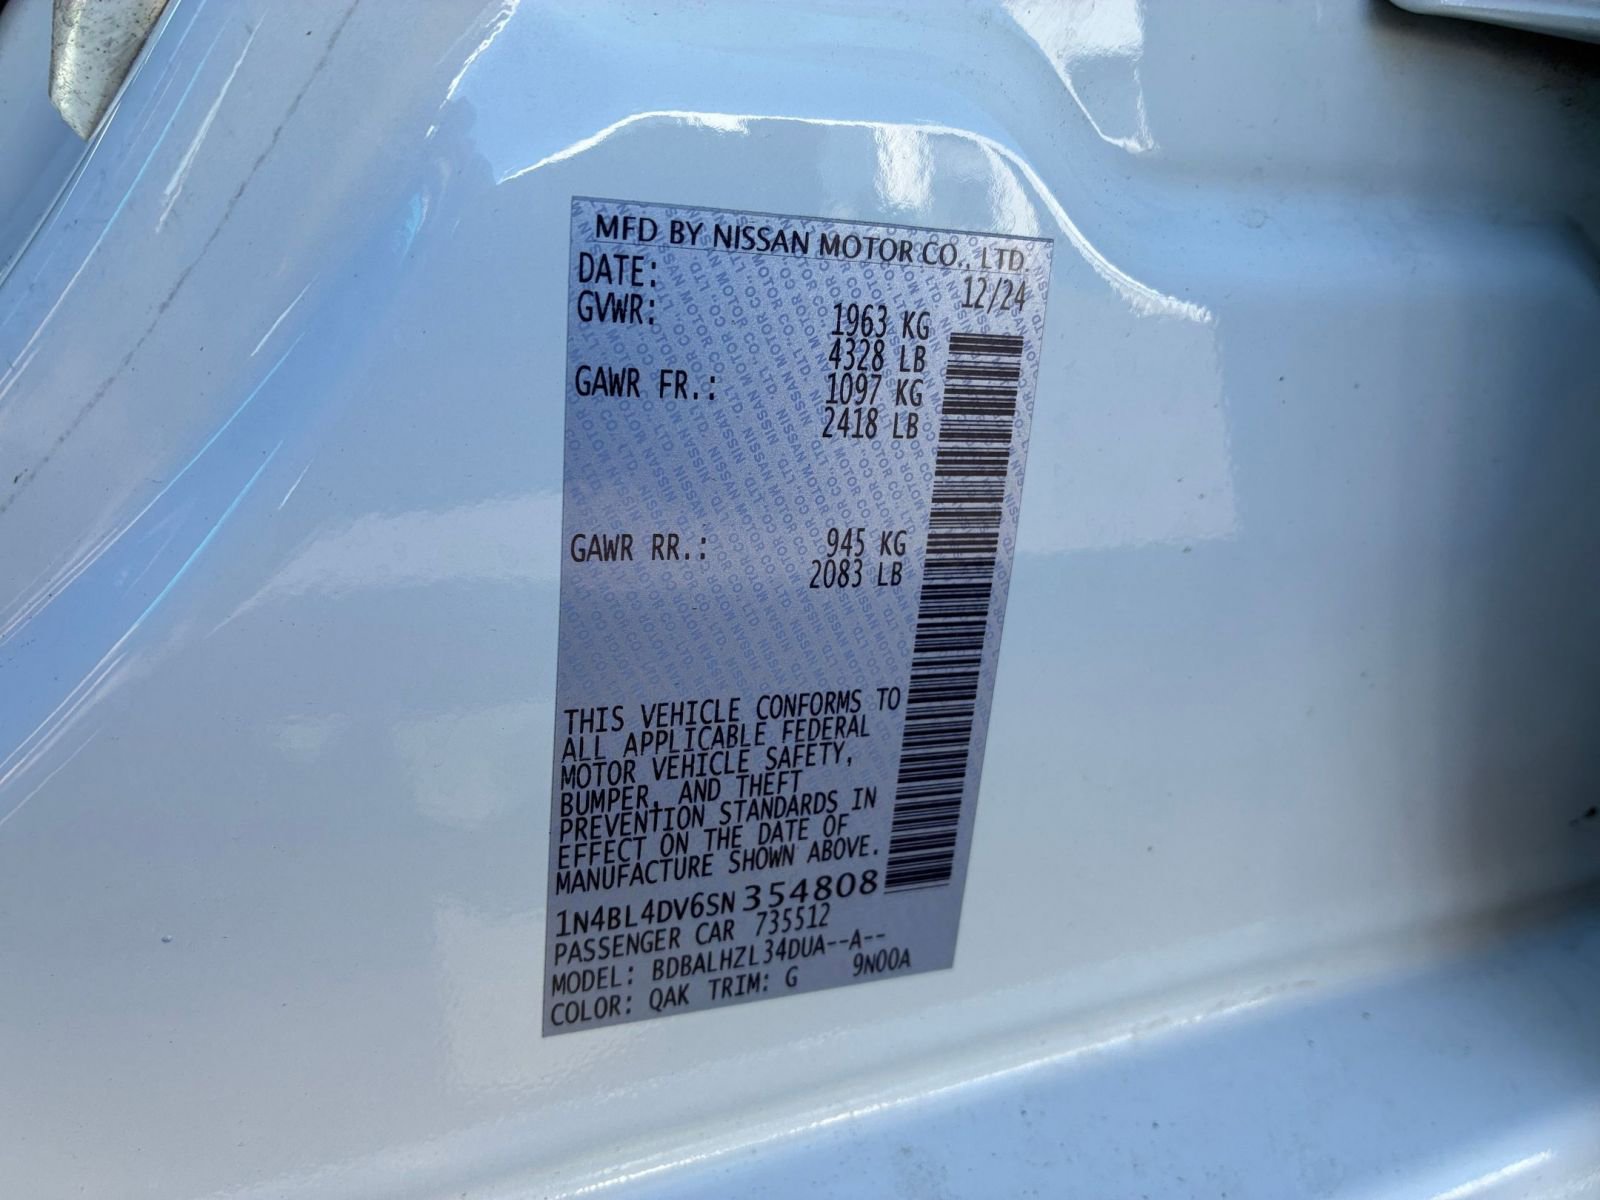 MFD BY NISSAN MOTOR CO., LTD.
DATE: 12/24
GVWR: 1963 KG
4328 LB
GAWR FR.: 1097 KG
2418 LB
GAWR RR.: 945 KG
2083 LB
THIS VEHICLE CONFORMS TO
ALL APPLICABLE FEDERAL
MOTOR VEHICLE SAFETY,
BUMPER, AND THEFT
PREVENTION STANDARDS IN
EFFECT ON THE DATE OF
MANUFACTURE SHOWN ABOVE.
1N4BL4DV6SN354808
PASSENGER CAR 735512
MODEL: BDBALHZL34DUA--A--
COLOR: QAK TRIM: G 9N00A